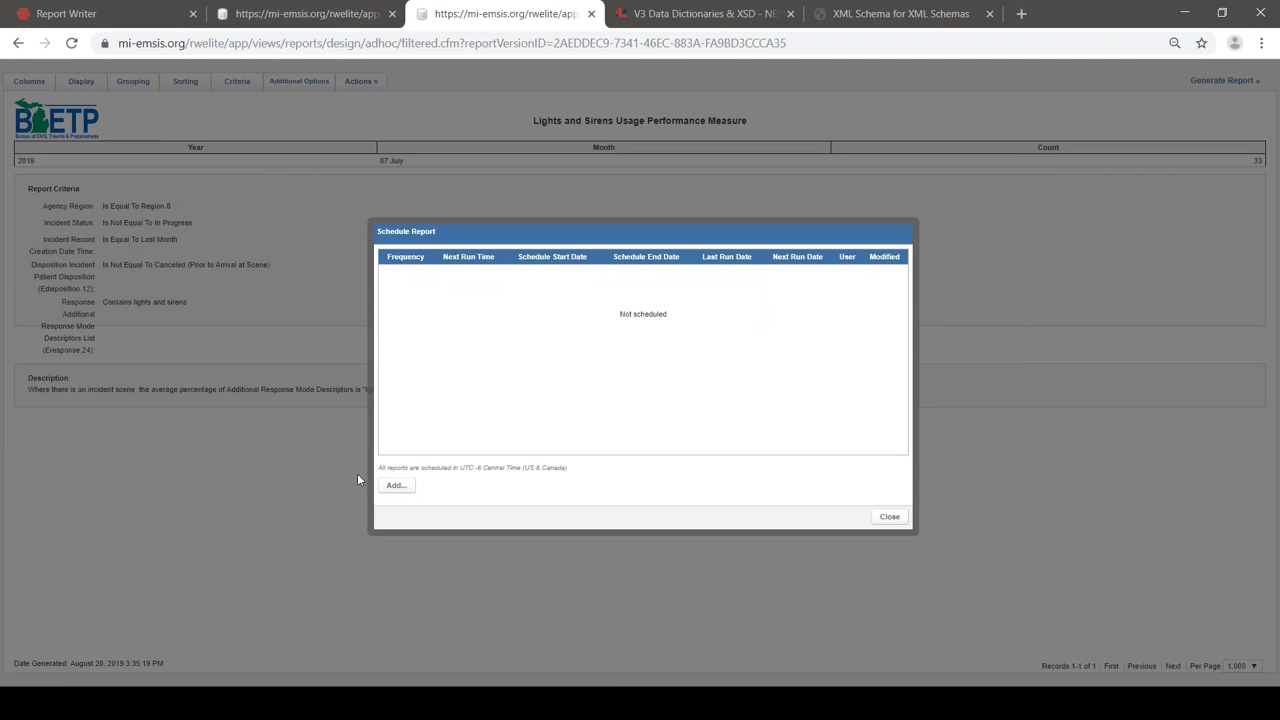 Report Writer
https://mi-emsis.org/rwelite/app
https://mi-emsis.org/rwelite/app
V3 Data Dictionaries & XSD - NE
XML Schema for XML Schemas
mi-emsis.org/rwelite/app/views/reports/design/adhoc/filtered.cfm?reportVersionID=2AEDDEC9-7341-46EC-883A-FA9BD3CCCA35
Columns Display Grouping Sorting Criteria Additional Options Actions Generate Report »
BETP
Bureau of EMS, Trauma & Preparedness
Lights and Sirens Usage Performance Measure
Year Month Count
2019 07 July 33
Report Criteria
Agency Region: Is Equal To Region 8
Incident Status: Is Not Equal To In Progress
Incident Record Is Equal To Last Month
Creation Date Time:
Disposition Incident Is Not Equal To Canceled (Prior to Arrival at Scene)
Patient Disposition
(Edisposition.12):
Response Contains lights and sirens
Additional
Response Mode
Descriptors List
(Eresponse.24):
Description
Where there is an incident scene, the average percentage of Additional Response Mode Descriptors is
Schedule Report
Frequency Next Run Time Schedule Start Date Schedule End Date Last Run Date Next Run Date User Modified
Not scheduled
All reports are scheduled in UTC -6 Central Time (US & Canada).
Add...
Close
Date Generated: August 20, 2019 3:35:19 PM
Records 1-1 of 1 First Previous Next Per Page 1,000